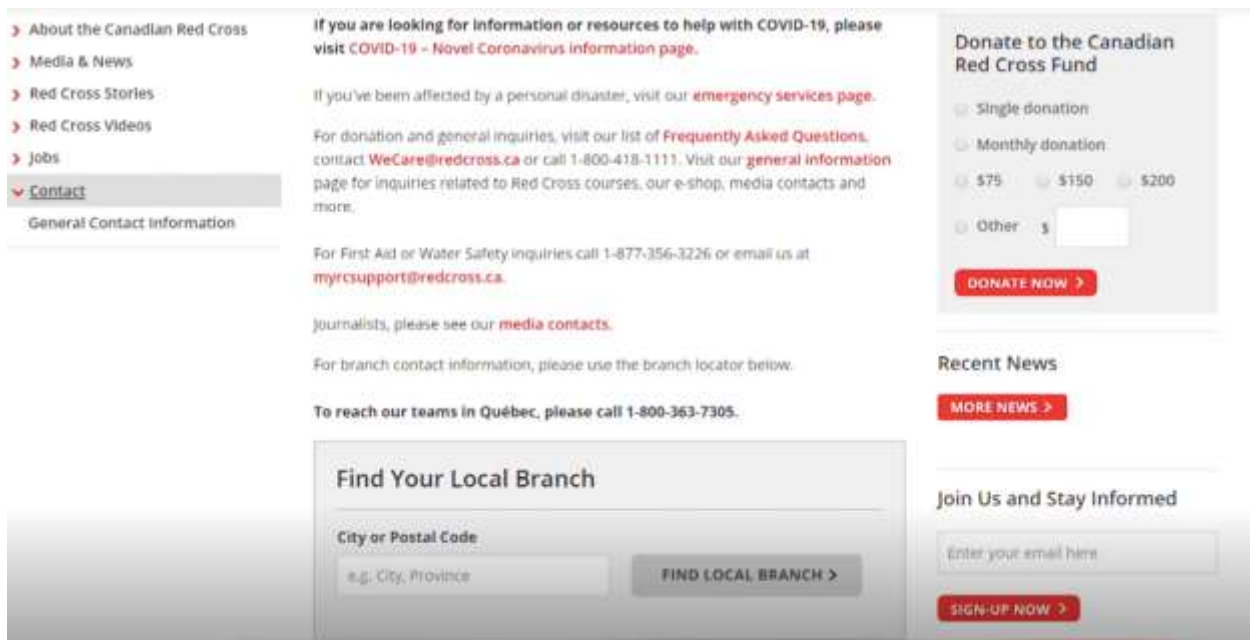 About the Canadian Red Cross
Media & News
Red Cross Stories
Red Cross Videos
Jobs
Contact
General Contact Information
If you are looking for information or resources to help with COVID-19, please
visit COVID-19 – Novel Coronavirus information page.
If you've been affected by a personal disaster, visit our emergency services page.
For donation and general inquiries, visit our list of Frequently Asked Questions,
contact WeCare@redcross.ca or call 1-800-418-1111. Visit our general information
page for inquiries related to Red Cross courses, our e-shop, media contacts and
more.
For First Aid or Water Safety inquiries call 1-877-356-3226 or email us at
myrcsupport@redcross.ca.
Journalists, please see our media contacts.
For branch contact information, please use the branch locator below.
To reach our teams in Québec, please call 1-800-363-7305.
Find Your Local Branch
City or Postal Code
e.g. City, Province
FIND LOCAL BRANCH >
Donate to the Canadian
Red Cross Fund
Single donation
Monthly donation
$75 $150 $200
Other $
DONATE NOW >
Recent News
MORE NEWS >
Join Us and Stay Informed
Enter your email here
SIGN-UP NOW >